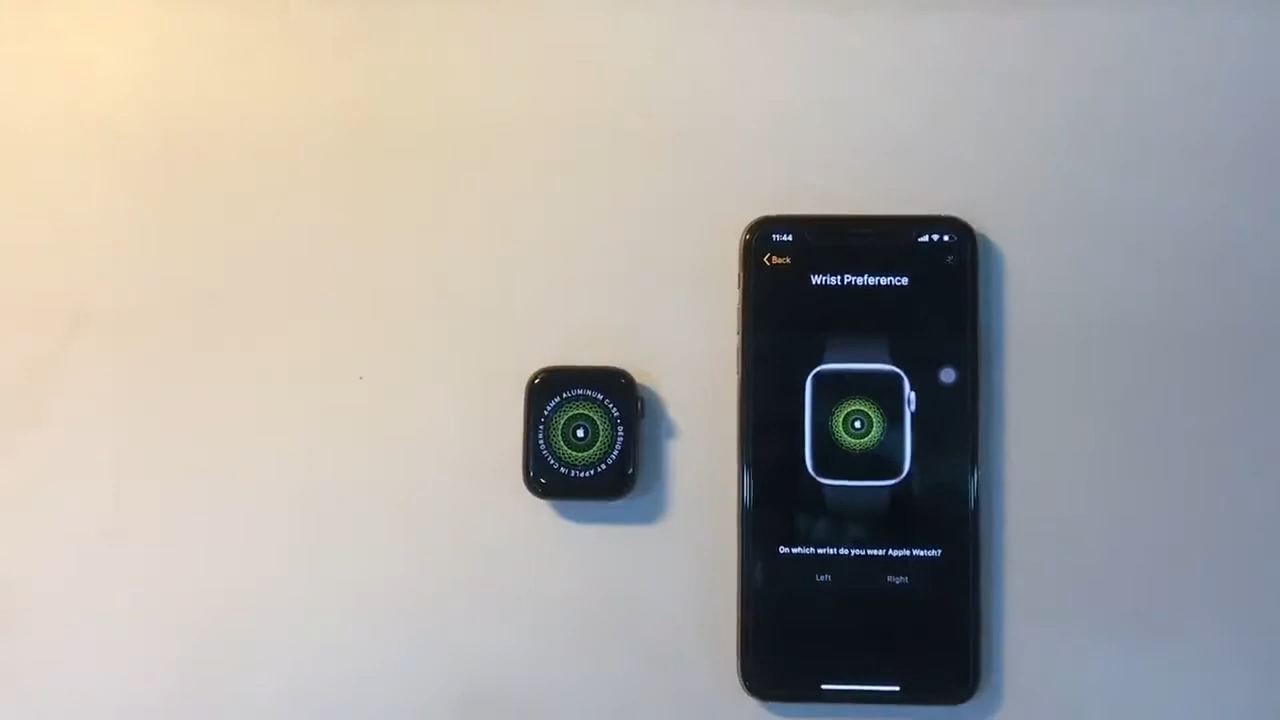 44MM ALUMINUM CASE • DESIGNED BY APPLE IN CALIFORNIA •
11:44
Back
Wrist Preference
On which wrist do you wear Apple Watch?
Left Right